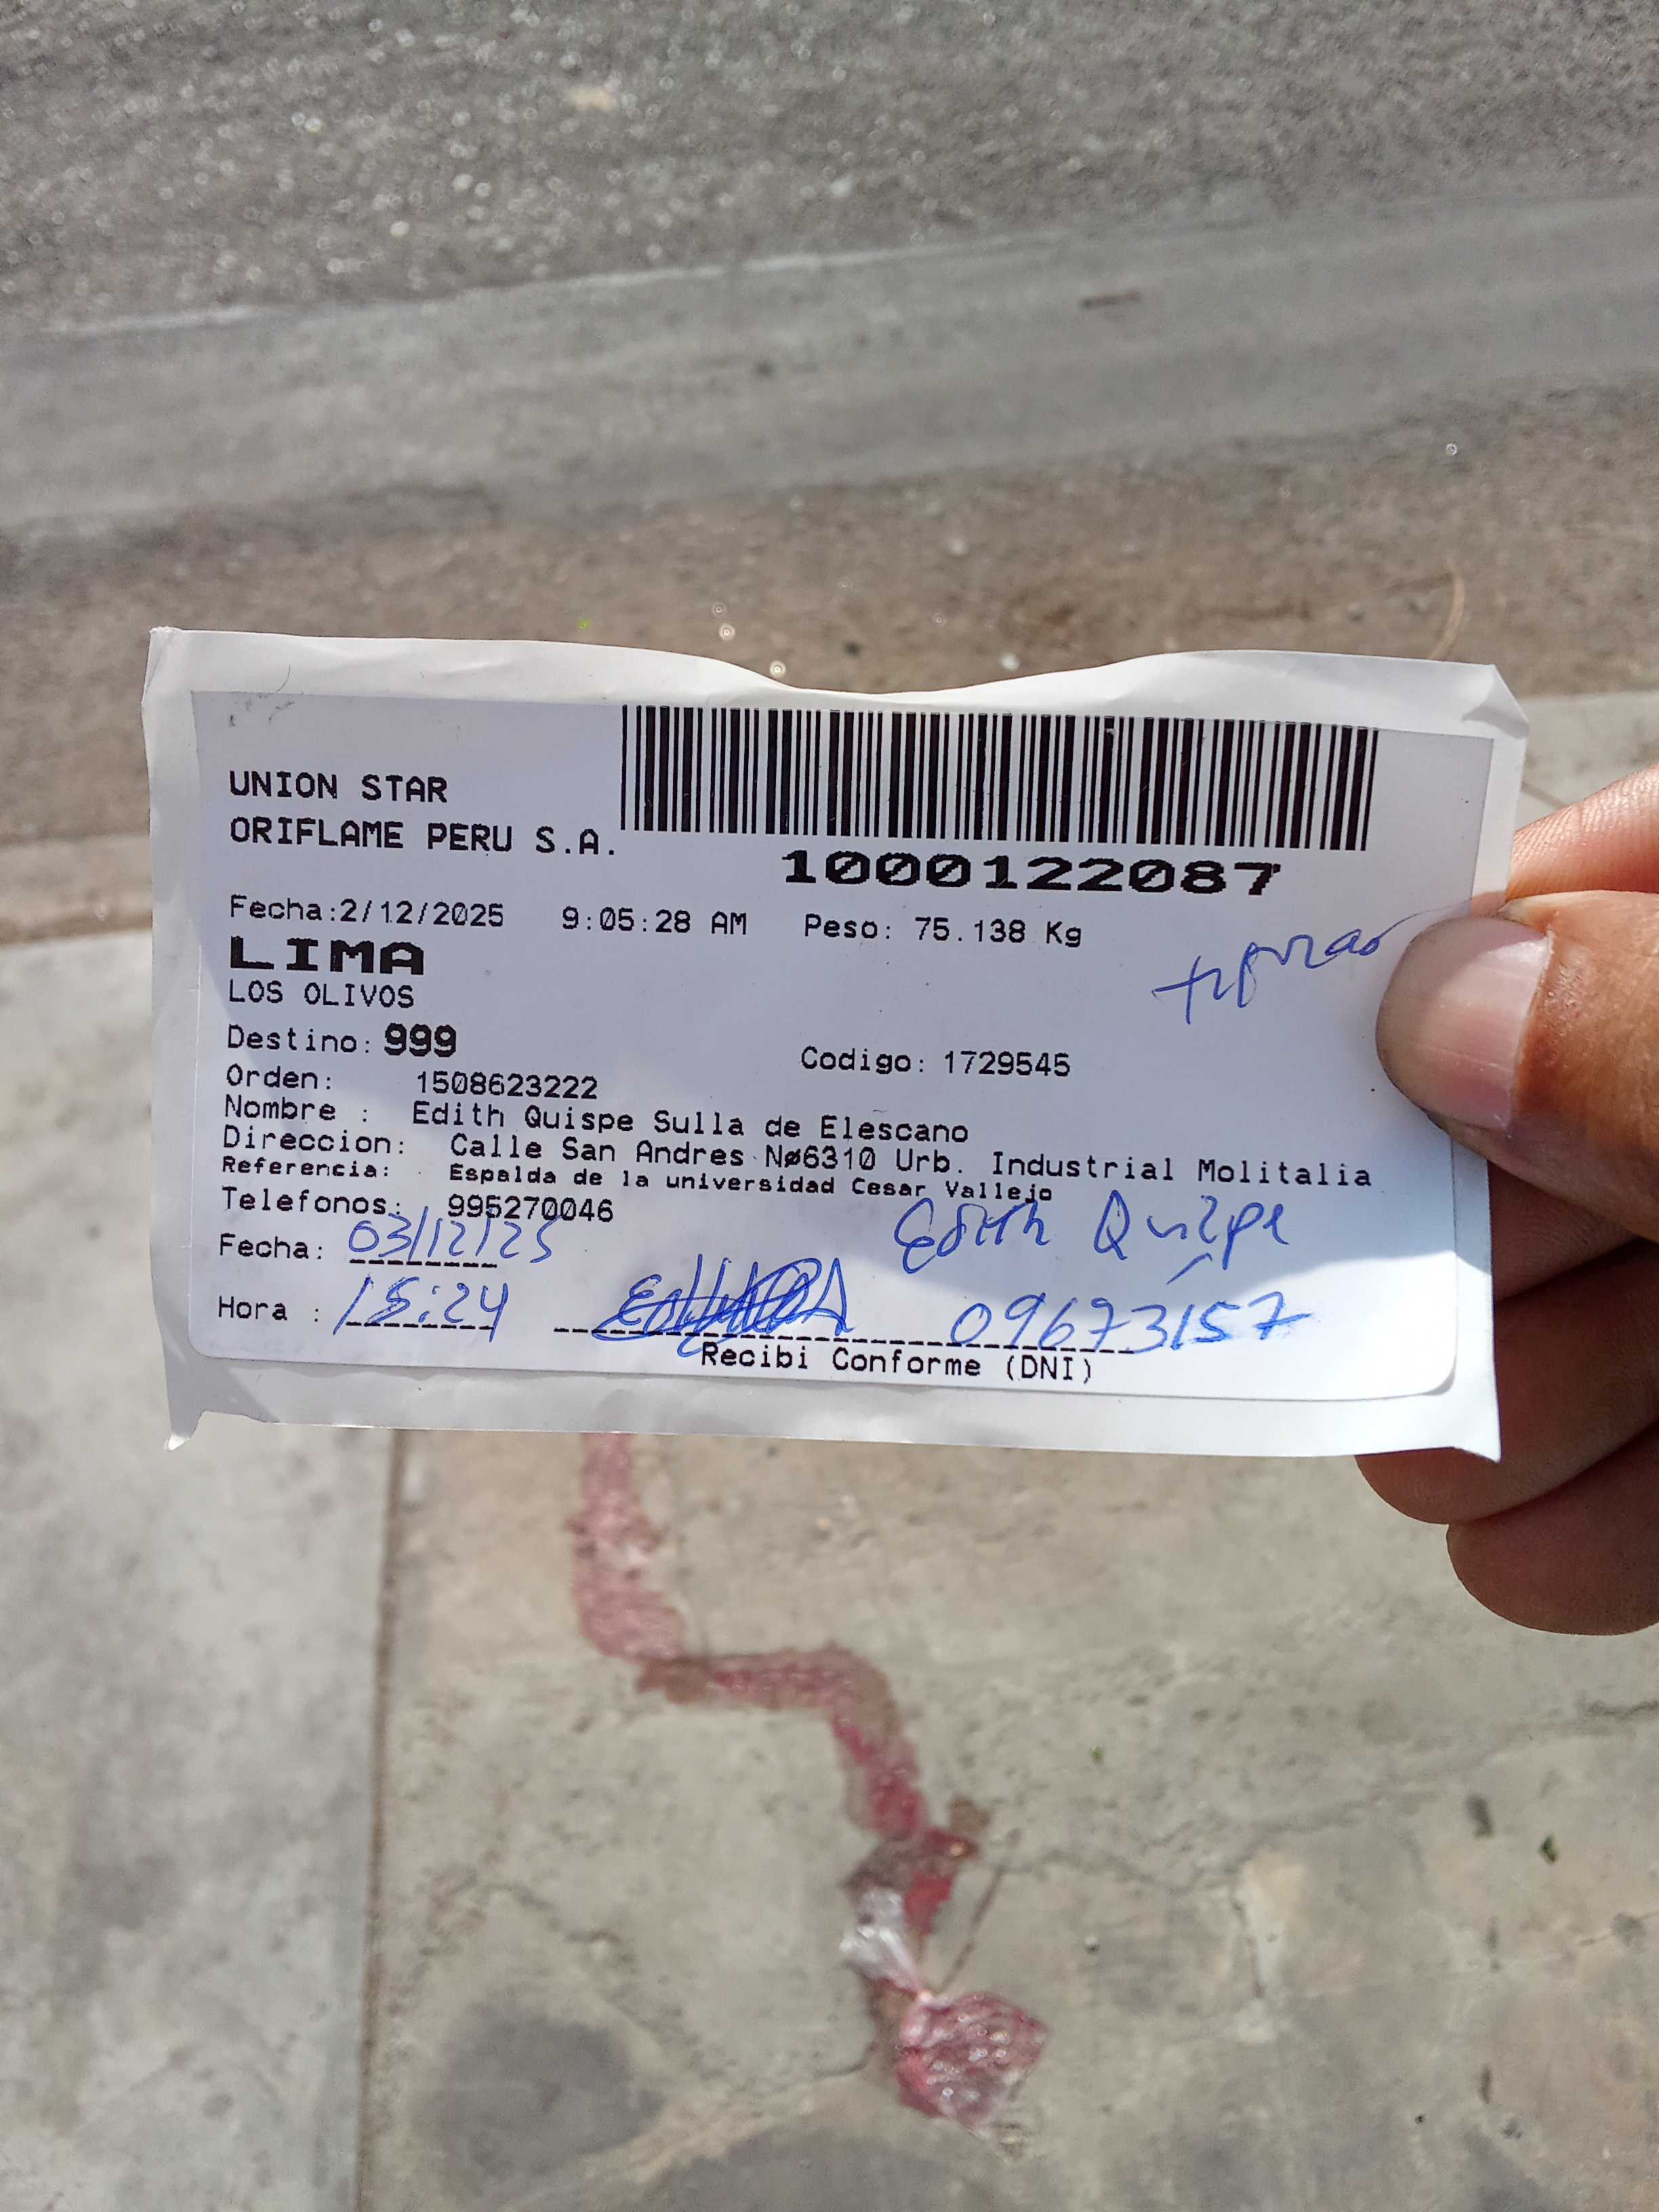 UNION STAR
ORIFLAME PERU S.A.
1000122087
Fecha:2/12/2025 9:05:28 AM Peso: 75.138 Kg
LIMA
LOS OLIVOS
Destino: 999 Codigo: 1729545
Orden: 1508623222
Nombre : Edith Quispe Sulla de Elescano
Direccion: Calle San Andres Nø6310 Urb. Industrial Molitalia
Referencia: Espalda de la universidad Cesar Vallejo
Telefonos: 995270046
Edith Quispe
Fecha: 03/12/25
Hora : 15:24
09673157
Recibi Conforme (DNI)